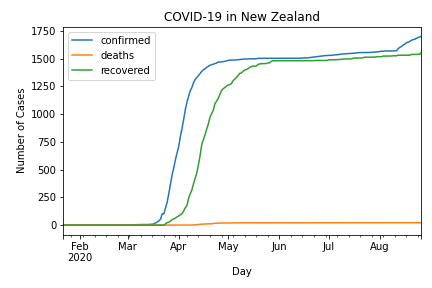 COVID-19 in New Zealand
confirmed
deaths
recovered
Number of Cases
1750
1500
1250
1000
750
500
250
0
Feb Mar Apr May Jun Jul Aug
2020
Day